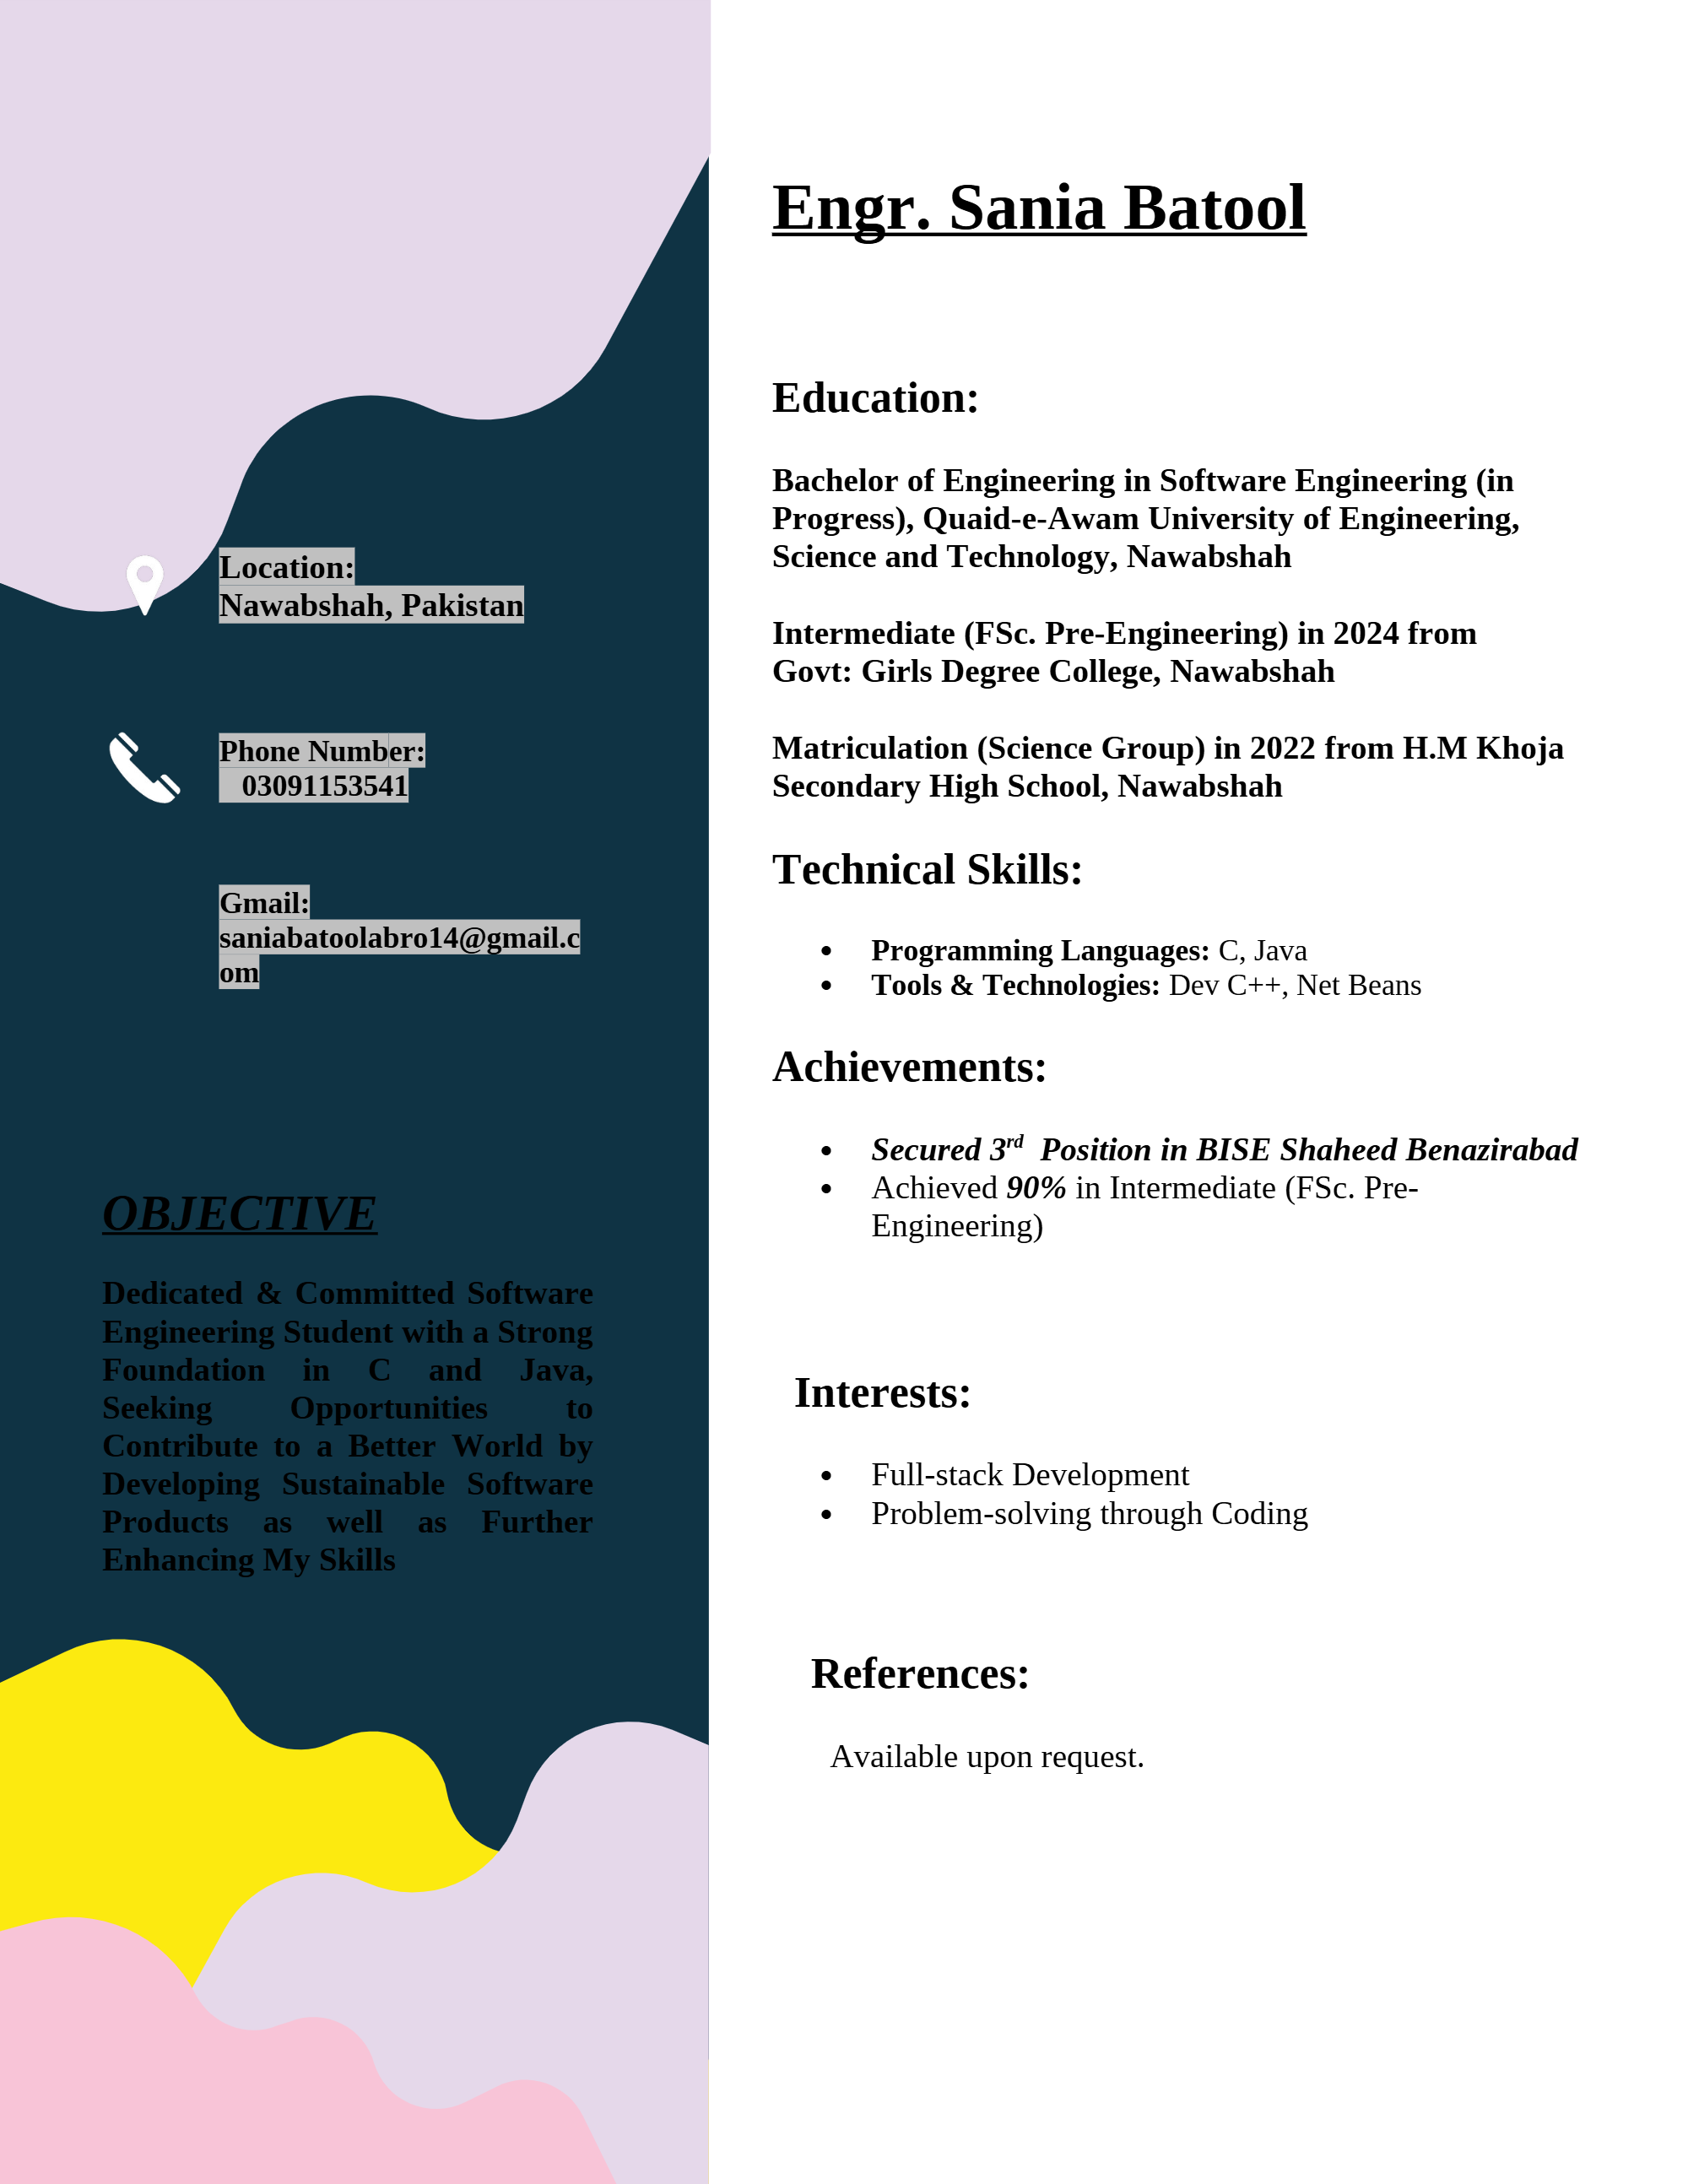 Engr. Sania Batool
Location:
Nawabshah, Pakistan
Phone Number:
03091153541
Gmail:
saniabatoolabro14@gmail.c
om
OBJECTIVE
Dedicated & Committed Software
Engineering Student with a Strong
Foundation in C and Java,
Seeking Opportunities to
Contribute to a Better World by
Developing Sustainable Software
Products as well as Further
Enhancing My Skills
Education:
Bachelor of Engineering in Software Engineering (in
Progress), Quaid-e-Awam University of Engineering,
Science and Technology, Nawabshah
Intermediate (FSc. Pre-Engineering) in 2024 from
Govt: Girls Degree College, Nawabshah
Matriculation (Science Group) in 2022 from H.M Khoja
Secondary High School, Nawabshah
Technical Skills:
• Programming Languages: C, Java
• Tools & Technologies: Dev C++, Net Beans
Achievements:
• Secured 3rd Position in BISE Shaheed Benazirabad
• Achieved 90% in Intermediate (FSc. Pre-
Engineering)
Interests:
• Full-stack Development
• Problem-solving through Coding
References:
Available upon request.